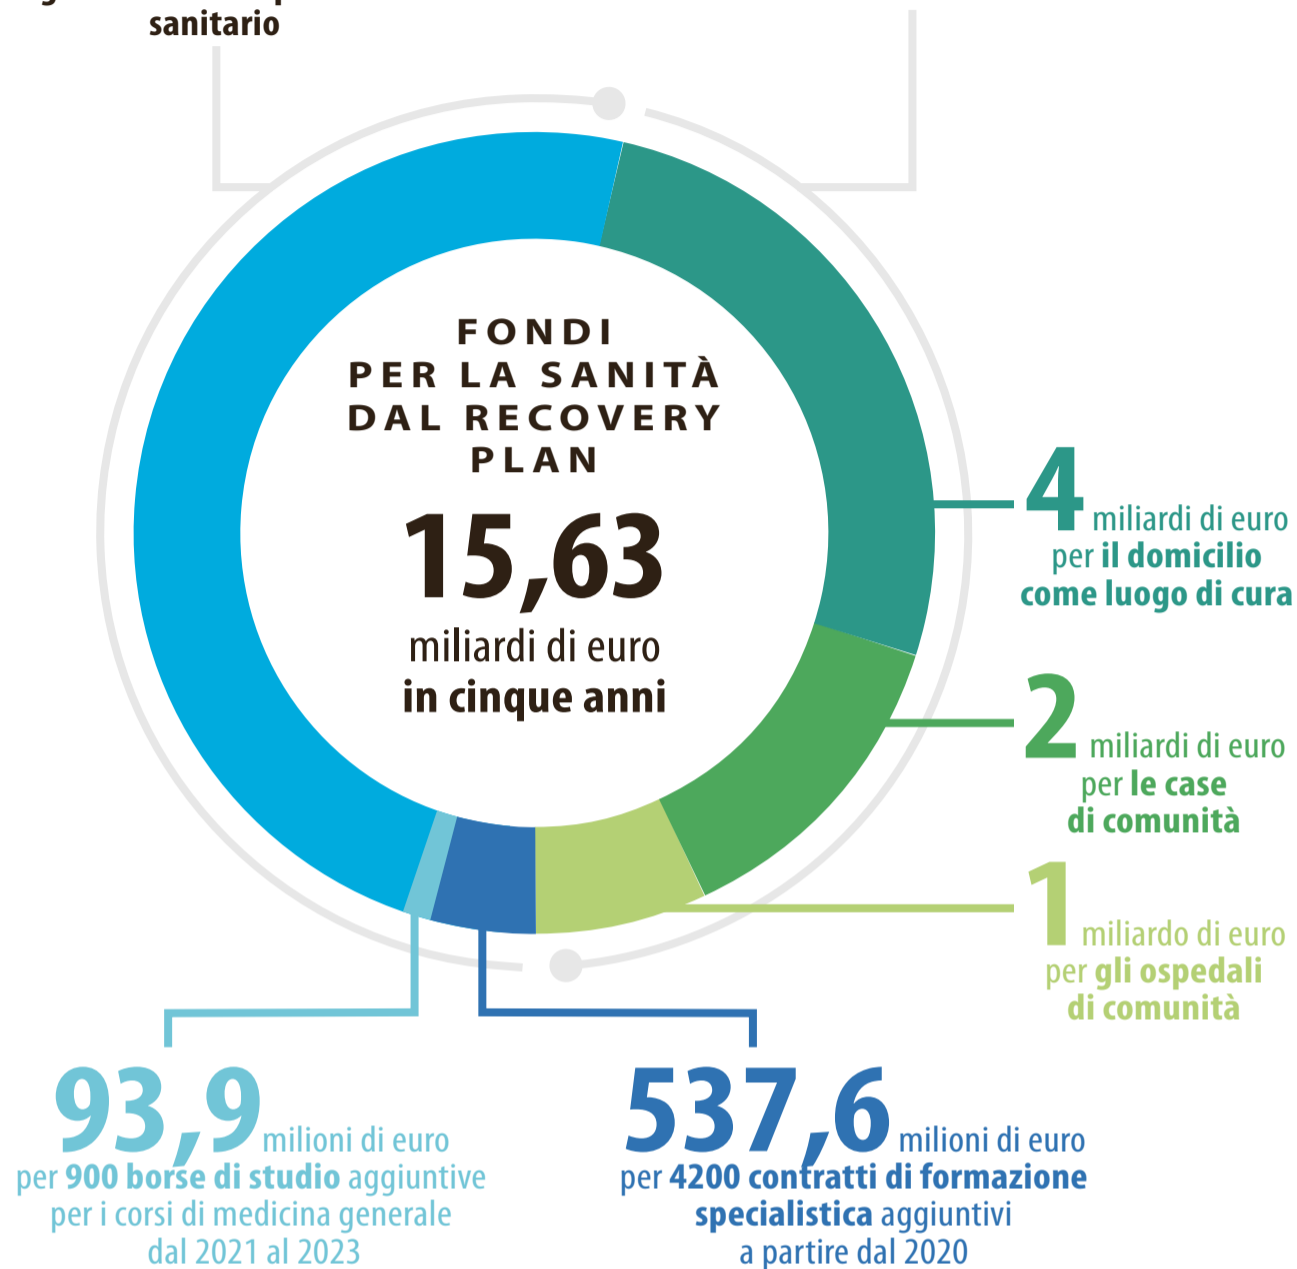 sanitario
FONDI
PER LA SANITÀ
DAL RECOVERY
PLAN
15,63
miliardi di euro
in cinque anni
4 miliardi di euro
per il domicilio
come luogo di cura
2 miliardi di euro
per le case
di comunità
1 miliardo di euro
per gli ospedali
di comunità
93,9 milioni di euro
per 900 borse di studio aggiuntive
per i corsi di medicina generale
dal 2021 al 2023
537,6 milioni di euro
per 4200 contratti di formazione
specialistica aggiuntivi
a partire dal 2020